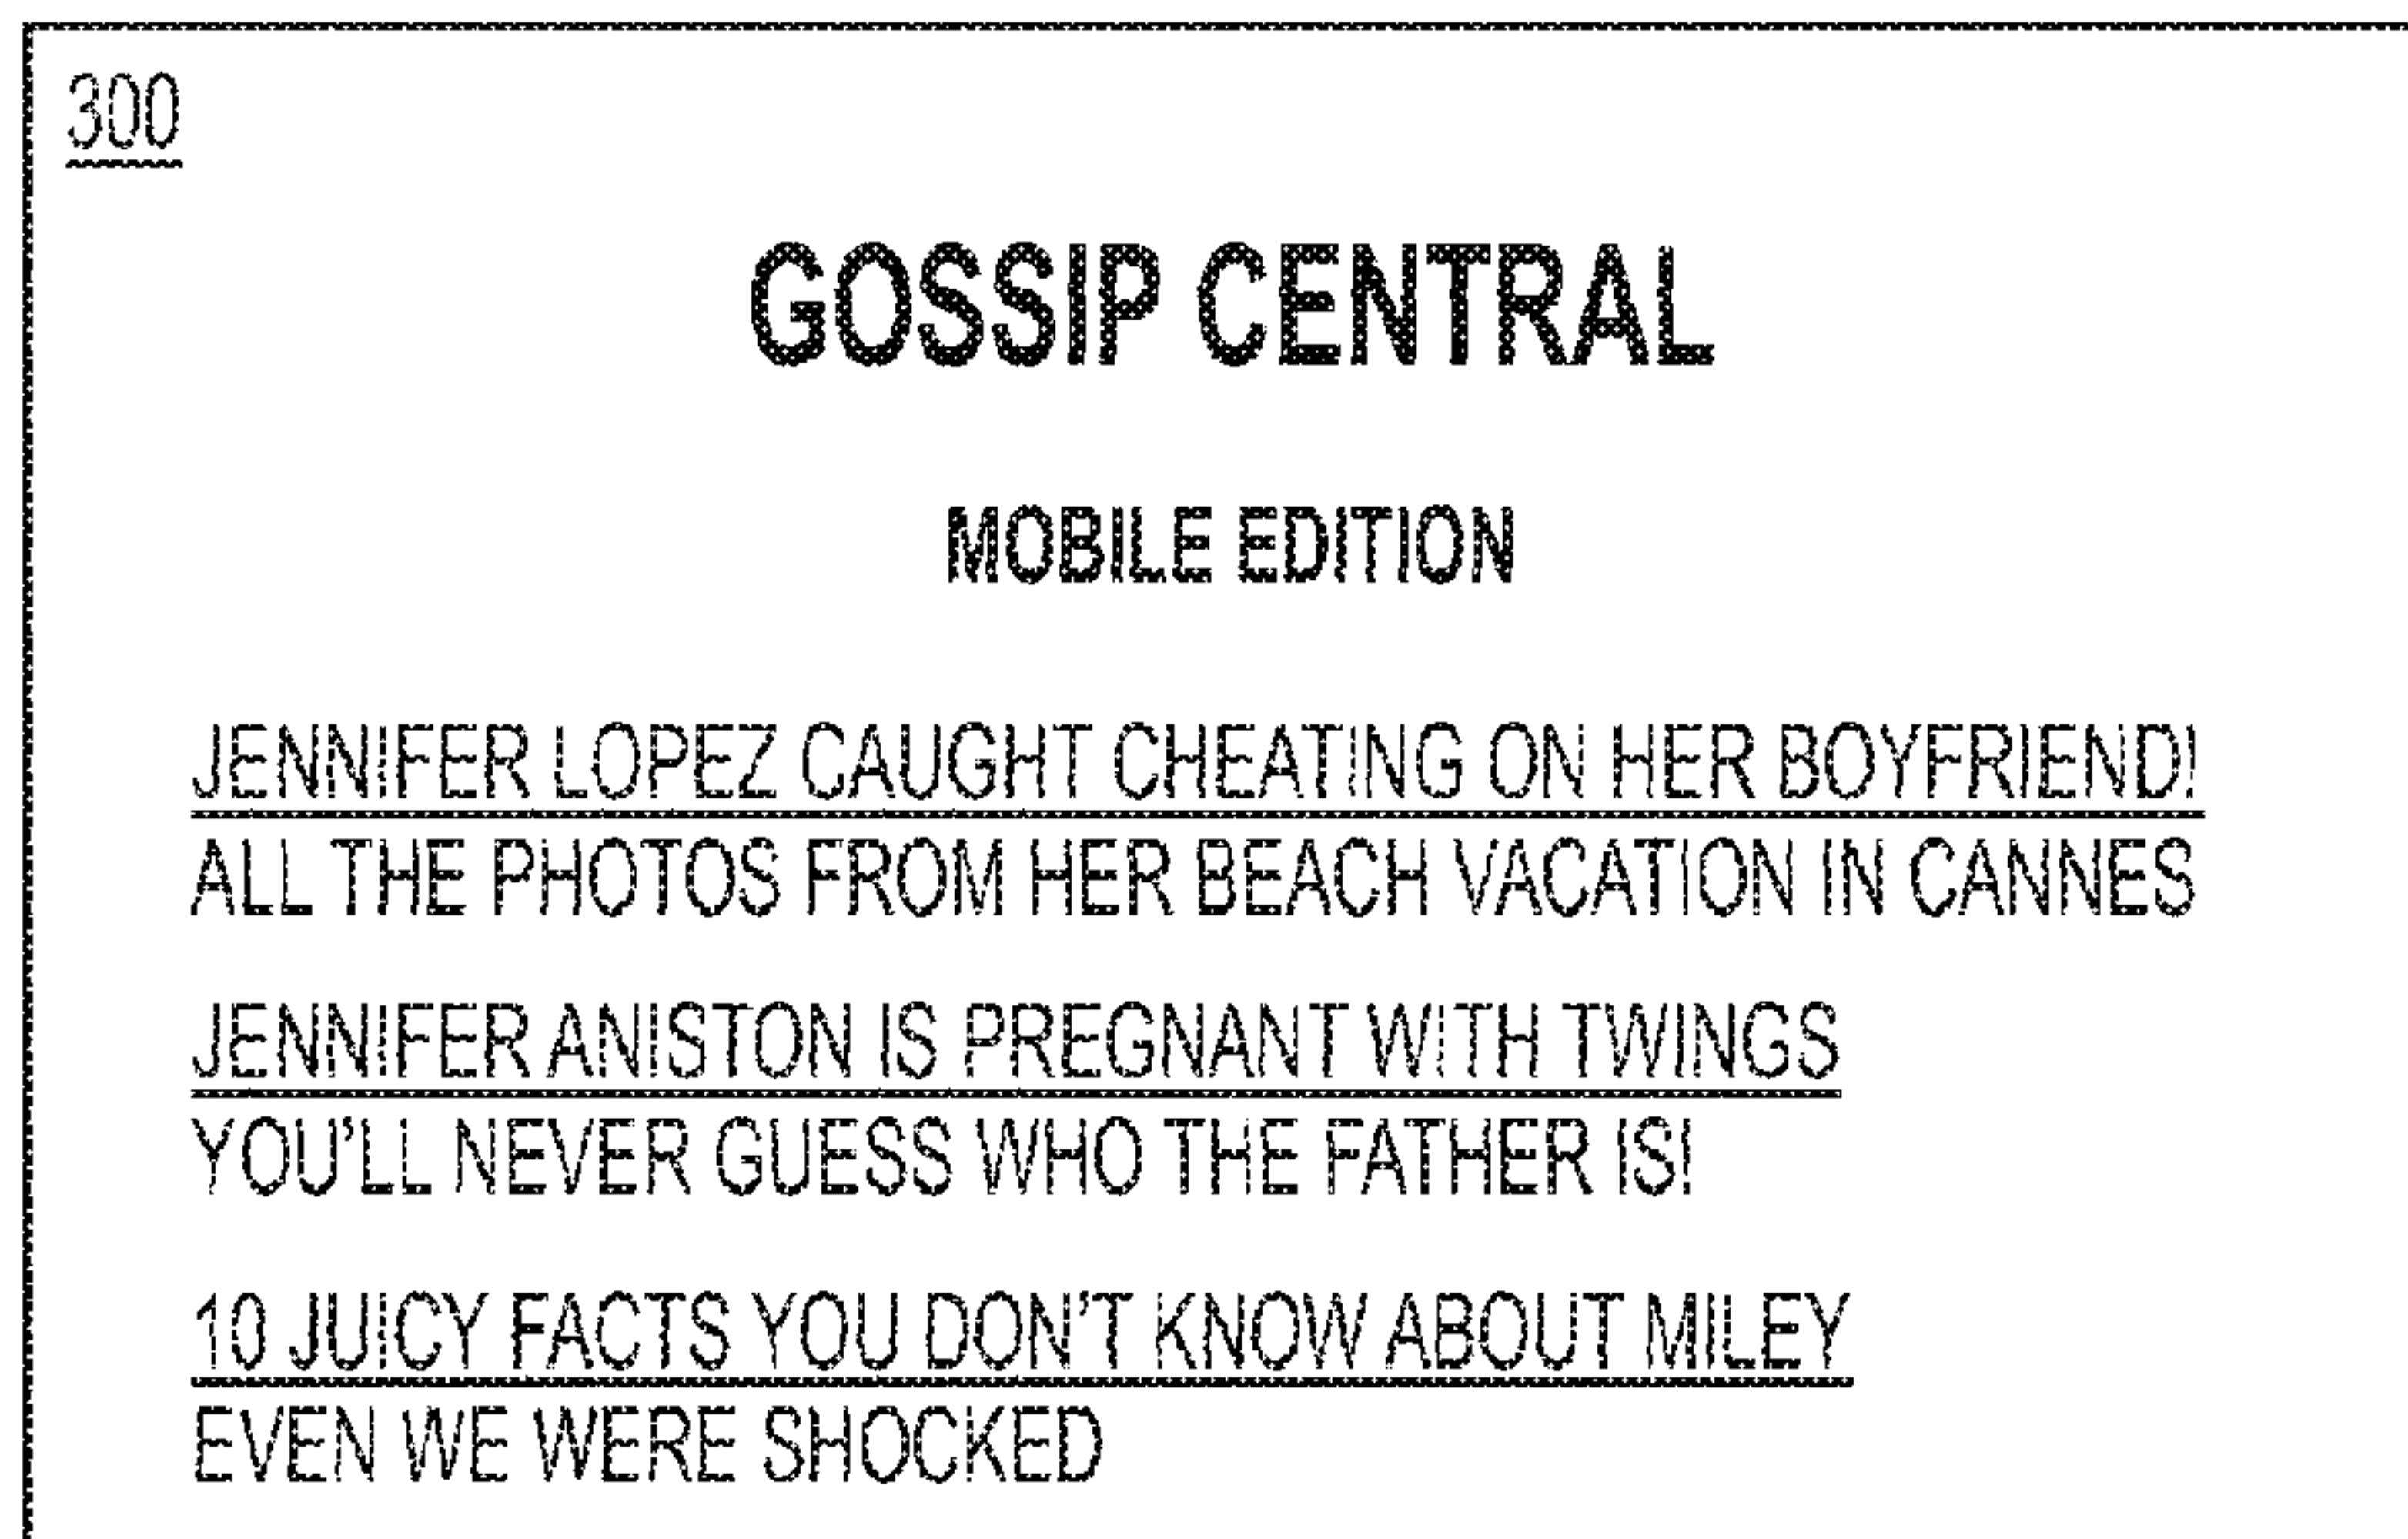 300
GOSSIP CENTRAL
MOBILE EDITION
JENNIFER LOPEZ CAUGHT CHEATING ON HER BOYFRIEND!
ALL THE PHOTOS FROM HER BEACH VACATION IN CANNES
JENNIFER ANISTON IS PREGNANT WITH TWINGS
YOU'LL NEVER GUESS WHO THE FATHER IS!
10 JUICY FACTS YOU DON'T KNOW ABOUT MILEY
EVEN WE WERE SHOCKED